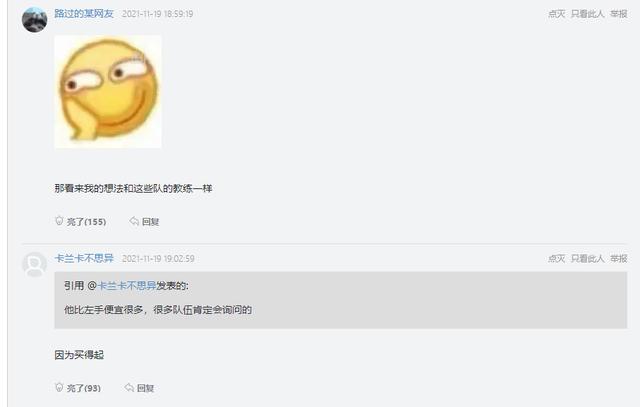 路过的某网友 2021-11-19 18:59:19 点灭 只看此人 举报
那看来我的想法和这些队的教练一样
亮了(155) 回复
卡兰卡不思异 2021-11-19 19:02:59 点灭 只看此人 举报
引用 @卡兰卡不思异发表的:
他比左手便宜很多，很多队伍肯定会询问的
因为买得起
亮了(93) 回复